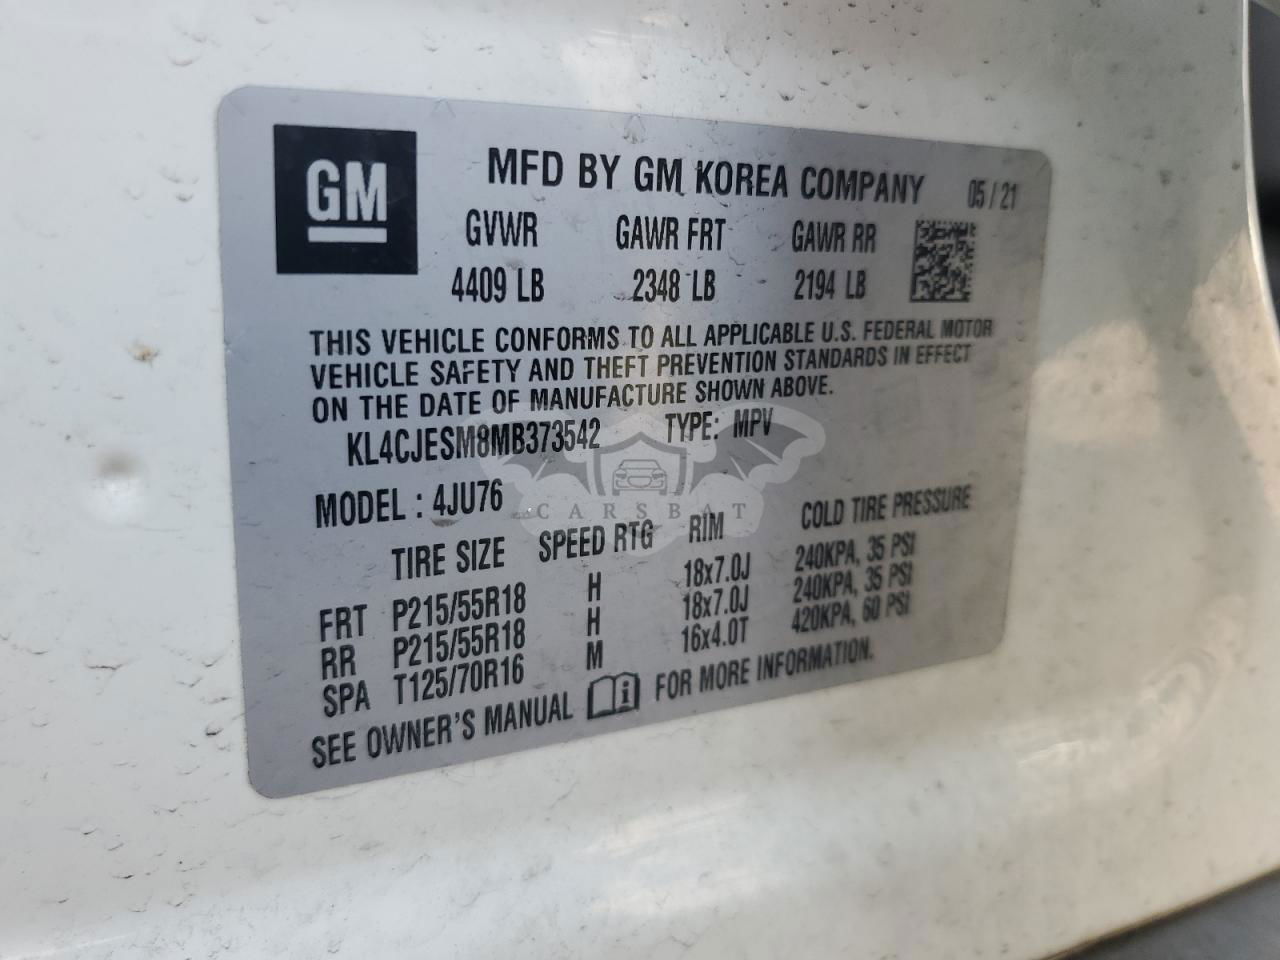 GM
MFD BY GM KOREA COMPANY 05/21
GVWR GAWR FRT GAWR RR
4409 LB 2348 LB 2194 LB
THIS VEHICLE CONFORMS TO ALL APPLICABLE U.S. FEDERAL MOTOR
VEHICLE SAFETY AND THEFT PREVENTION STANDARDS IN EFFECT
ON THE DATE OF MANUFACTURE SHOWN ABOVE.
KL4CJESM8MB373542 TYPE: MPV
CARSBAT
MODEL : 4JU76
TIRE SIZE SPEED RTG RIM COLD TIRE PRESSURE
FRT P215/55R18 H 18x7.0J 240KPA, 35 PSI
RR P215/55R18 H 18x7.0J 240KPA, 35 PSI
SPA T125/70R16 M 16x4.0T 420KPA, 60 PSI
SEE OWNER'S MANUAL i FOR MORE INFORMATION.